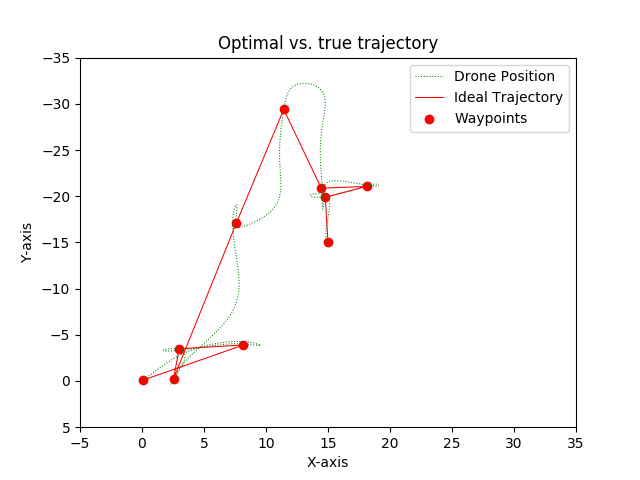 Optimal vs. true trajectory
Drone Position
Ideal Trajectory
Waypoints
Y-axis
−35
−30
−25
−20
−15
−10
−5
0
5
−5 0 5 10 15 20 25 30 35
X-axis